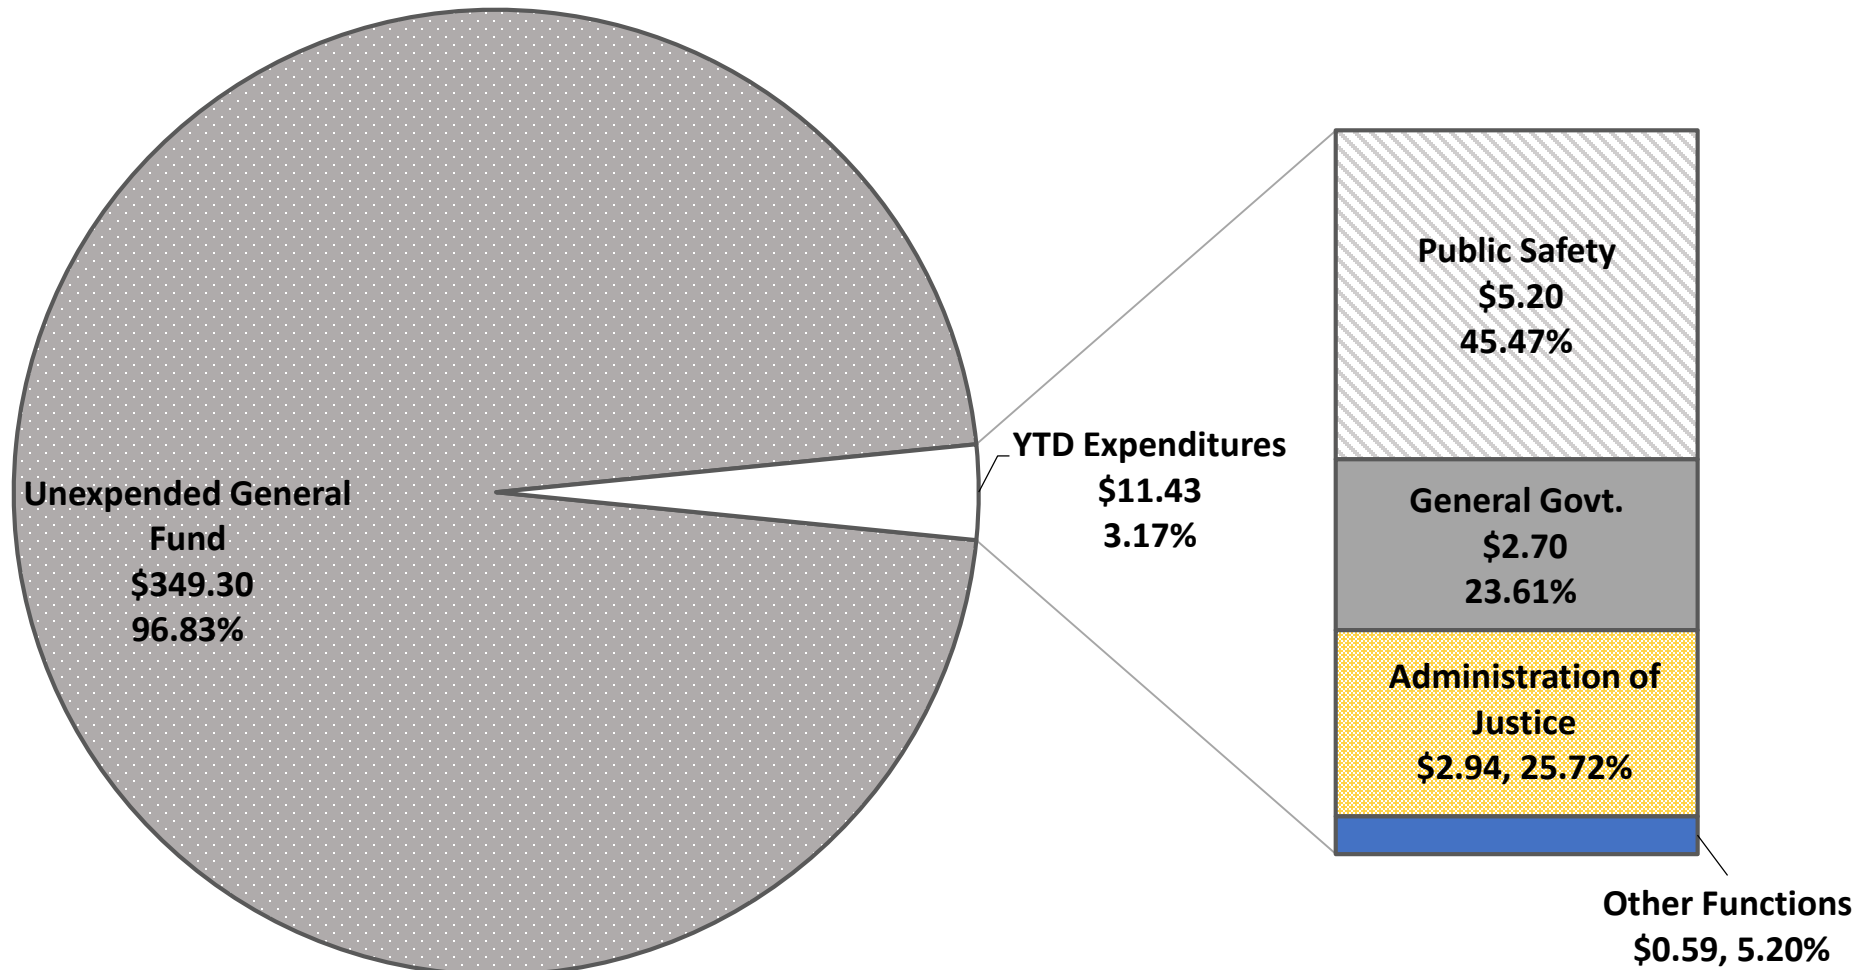 Unexpended General
Fund
$349.30
96.83%
YTD Expenditures
$11.43
3.17%
Public Safety
$5.20
45.47%
General Govt.
$2.70
23.61%
Administration of
Justice
$2.94, 25.72%
Other Functions
$0.59, 5.20%